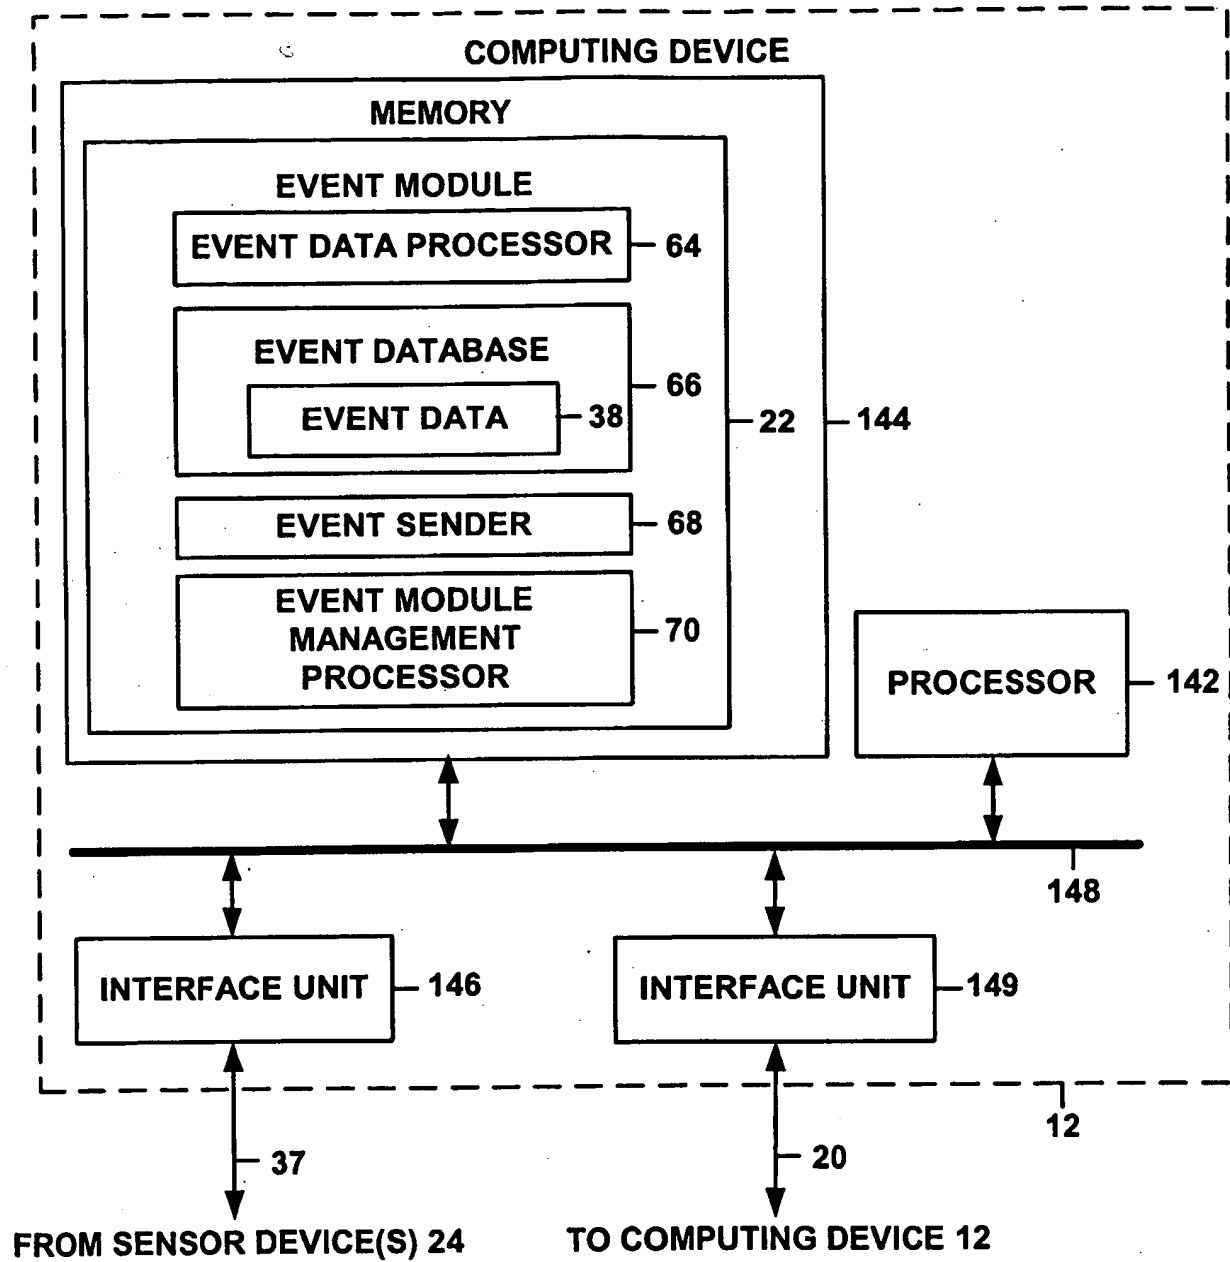 COMPUTING DEVICE
MEMORY
EVENT MODULE
EVENT DATA PROCESSOR
64
EVENT DATABASE
66
EVENT DATA
38
22
144
EVENT SENDER
68
EVENT MODULE
MANAGEMENT
PROCESSOR
70
PROCESSOR
142
148
INTERFACE UNIT
146
INTERFACE UNIT
149
12
37
20
FROM SENSOR DEVICE(S) 24
TO COMPUTING DEVICE 12